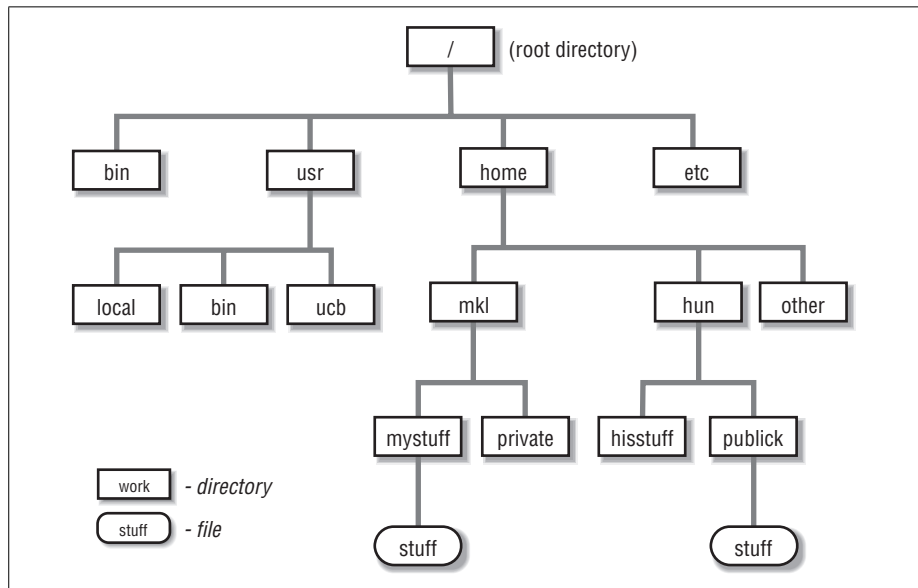 / (root directory)
bin usr home etc
local bin ucb mkl hun other
mystuff private hisstuff publick
work - directory
stuff - file
stuff stuff